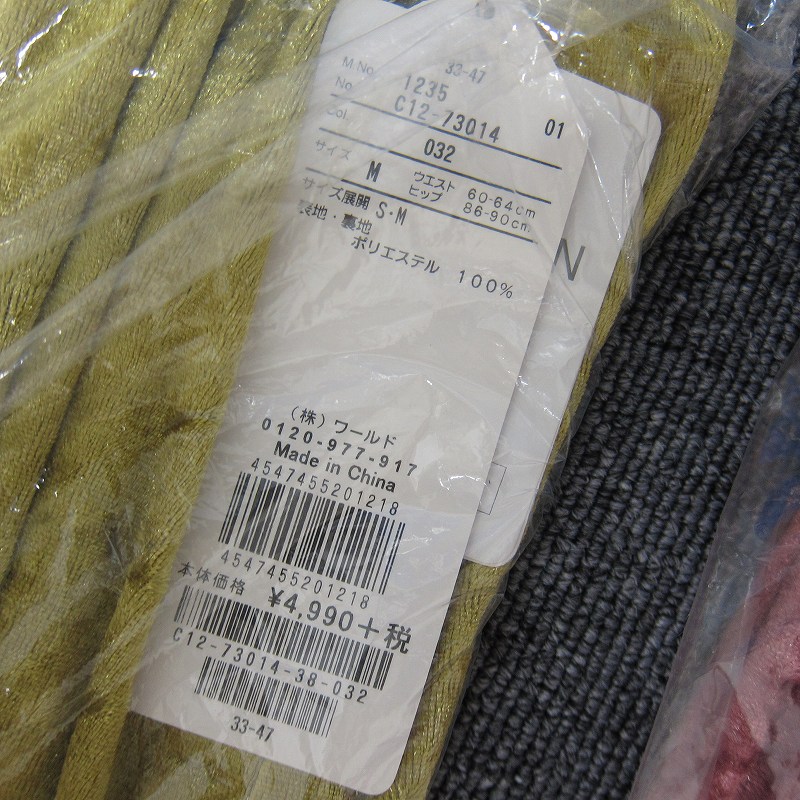 33-47
M No. 1235
No. C12-73014 01
Col. 032
サイズ M ウエスト 60-64cm
ヒップ 86-90cm
サイズ展開 S・M
表地・裏地
ポリエステル 100%
N
(株)ワールド
0120-977-917
Made in China
4547455201218
4547455201218
本体価格 ¥4,990+税
C12-73014-38-032
33-47